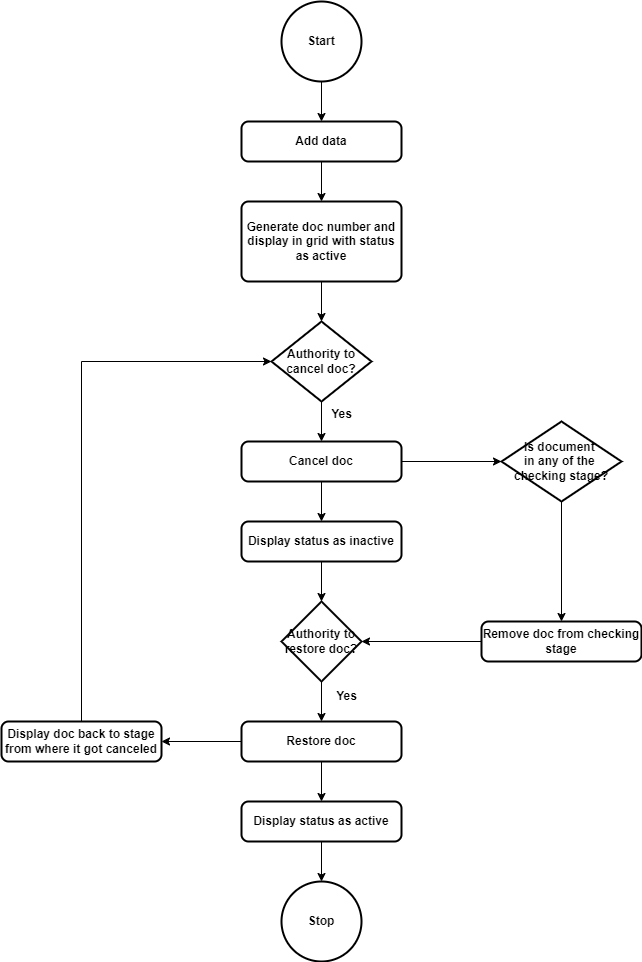 Start
Add data
Generate doc number and
display in grid with status
as active
Authority to
cancel doc?
Yes
Cancel doc
Is document
in any of the
checking stage?
Display status as inactive
Authority to
restore doc?
Remove doc from checking
stage
Yes
Display doc back to stage
from where it got canceled
Restore doc
Display status as active
Stop